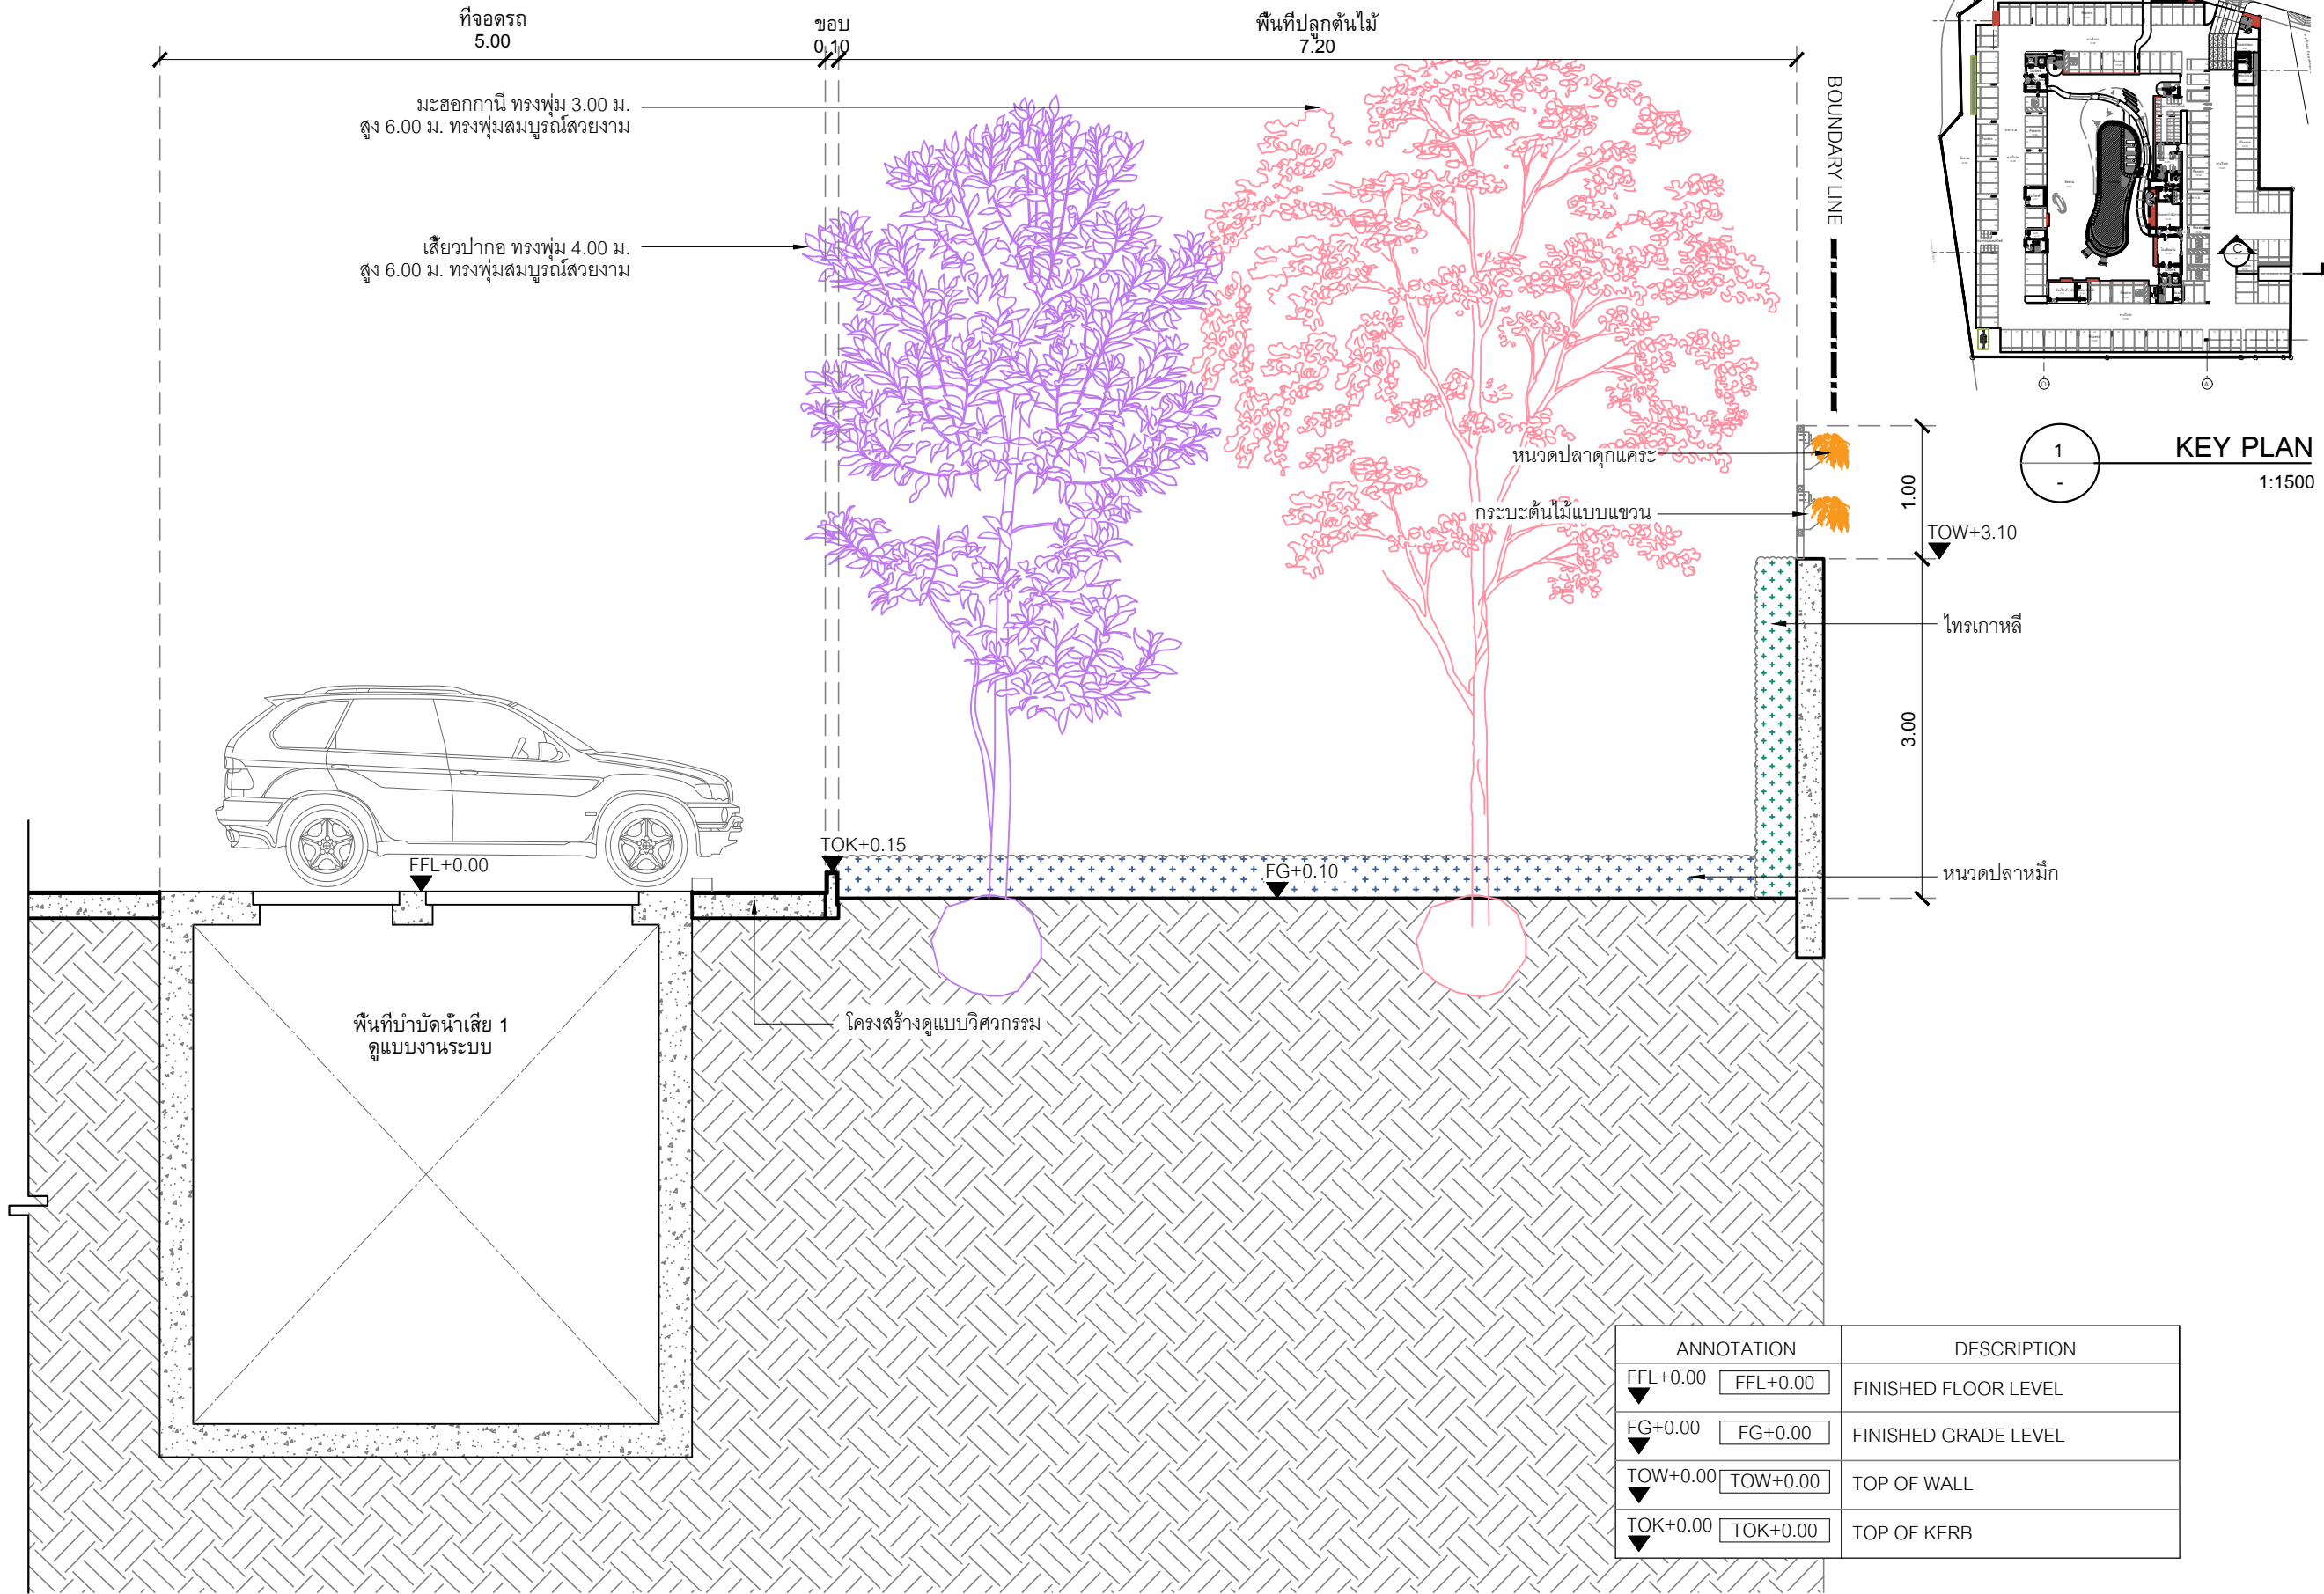 ที่จอดรถ
5.00
ขอบ
0.10
พื้นที่ปลูกต้นไม้
7.20
มะฮอกกานี ทรงพุ่ม 3.00 ม.
สูง 6.00 ม. ทรงพุ่มสมบูรณ์สวยงาม
เสี้ยวปากอ ทรงพุ่ม 4.00 ม.
สูง 6.00 ม. ทรงพุ่มสมบูรณ์สวยงาม
BOUNDARY LINE
C
O
A
1
-
KEY PLAN
1:1500
หนวดปลาดุกแคระ
กระบะต้นไม้แบบแขวน
1.00
TOW+3.10
ไทรเกาหลี
3.00
TOK+0.15
FFL+0.00
FG+0.10
หนวดปลาหมึก
พื้นที่บำบัดน้ำเสีย 1
ดูแบบงานระบบ
โครงสร้างดูแบบวิศวกรรม
ANNOTATION
DESCRIPTION
FFL+0.00 FFL+0.00 FINISHED FLOOR LEVEL
FG+0.00 FG+0.00 FINISHED GRADE LEVEL
TOW+0.00 TOW+0.00 TOP OF WALL
TOK+0.00 TOK+0.00 TOP OF KERB